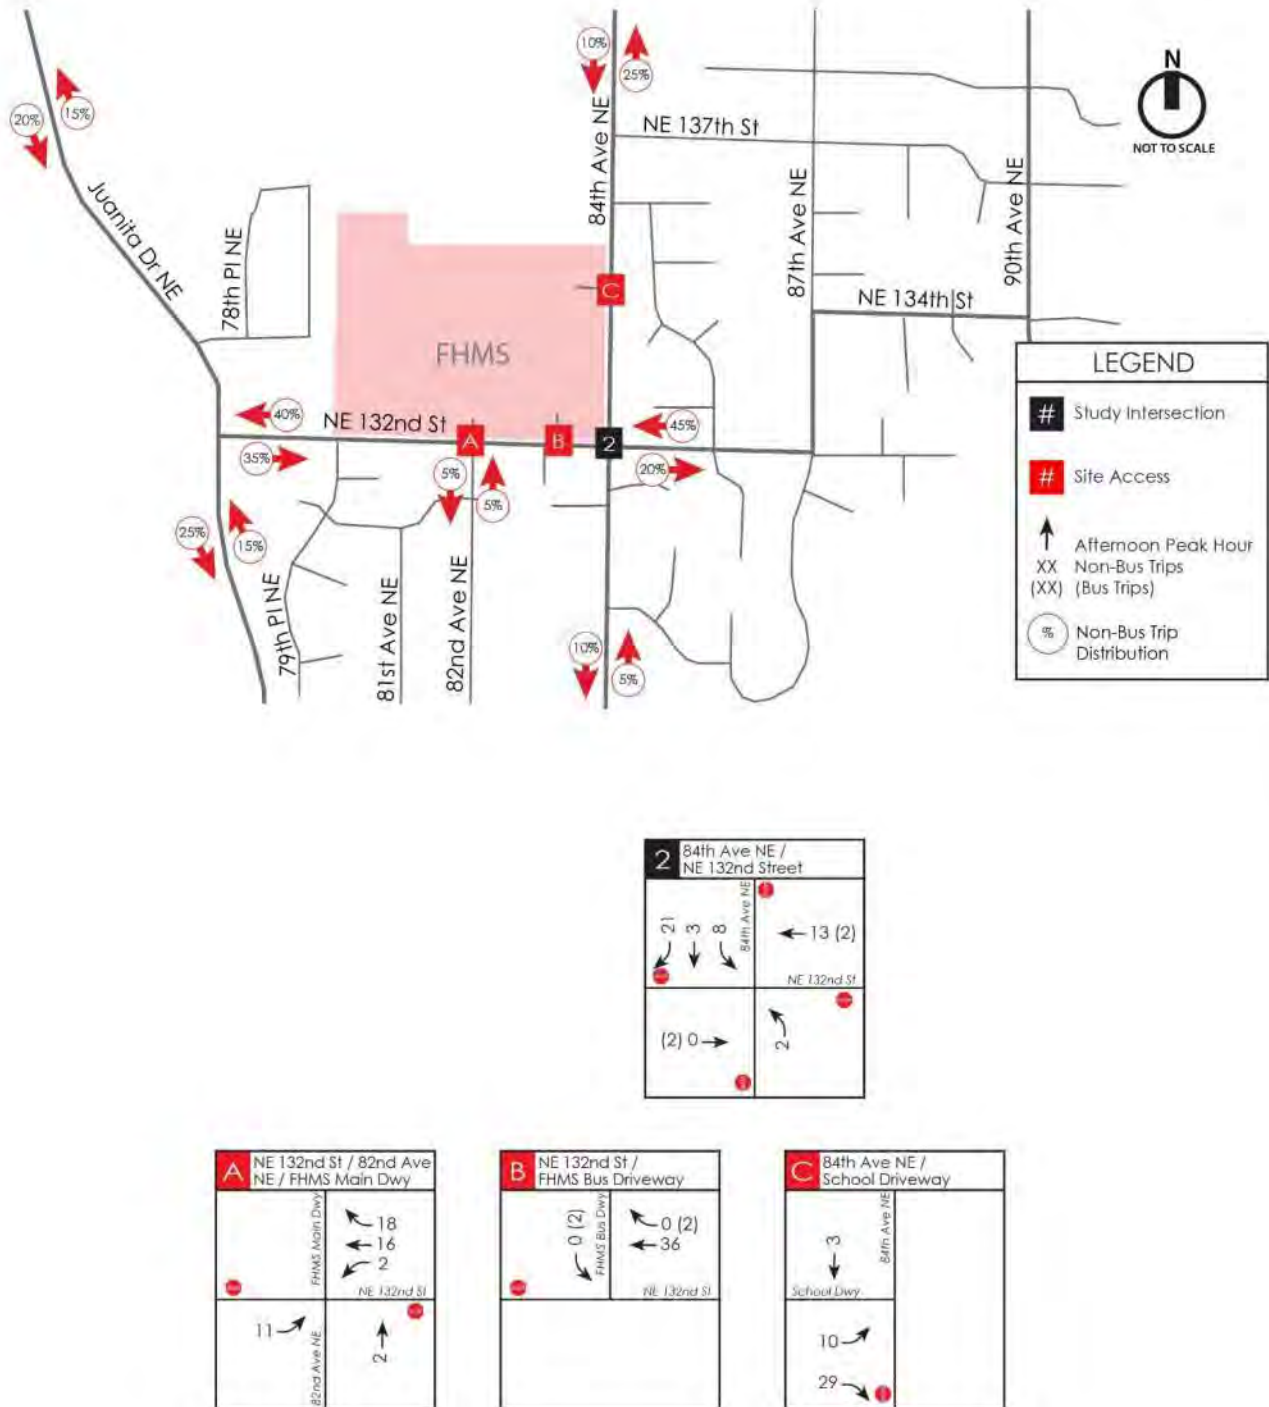 10%
25%
N
NOT TO SCALE
20%
15%
84th Ave NE
NE 137th St
Juanita Dr NE
78th Pl NE
87th Ave NE
90th Ave NE
C
NE 134th St
FHMS
LEGEND
# Study Intersection
# Site Access
Afternoon Peak Hour
XX Non-Bus Trips
(XX) (Bus Trips)
% Non-Bus Trip
Distribution
40%
NE 132nd St
A
B
2
45%
35%
5%
5%
20%
25%
15%
79th Pl NE
81st Ave NE
82nd Ave NE
10%
5%
2 84th Ave NE /
NE 132nd Street
21 3 8
84th Ave NE
13 (2)
NE 132nd St
(2) 0
2
A NE 132nd St / 82nd Ave
NE / FHMS Main Dwy
FHMS Main Dwy
18
16
2
NE 132nd St
11
82nd Ave NE
2
B NE 132nd St /
FHMS Bus Driveway
0 (2)
FHMS Bus Dwy
0 (2)
36
NE 132nd St
C 84th Ave NE /
School Driveway
3
84th Ave NE
School Dwy
10
29